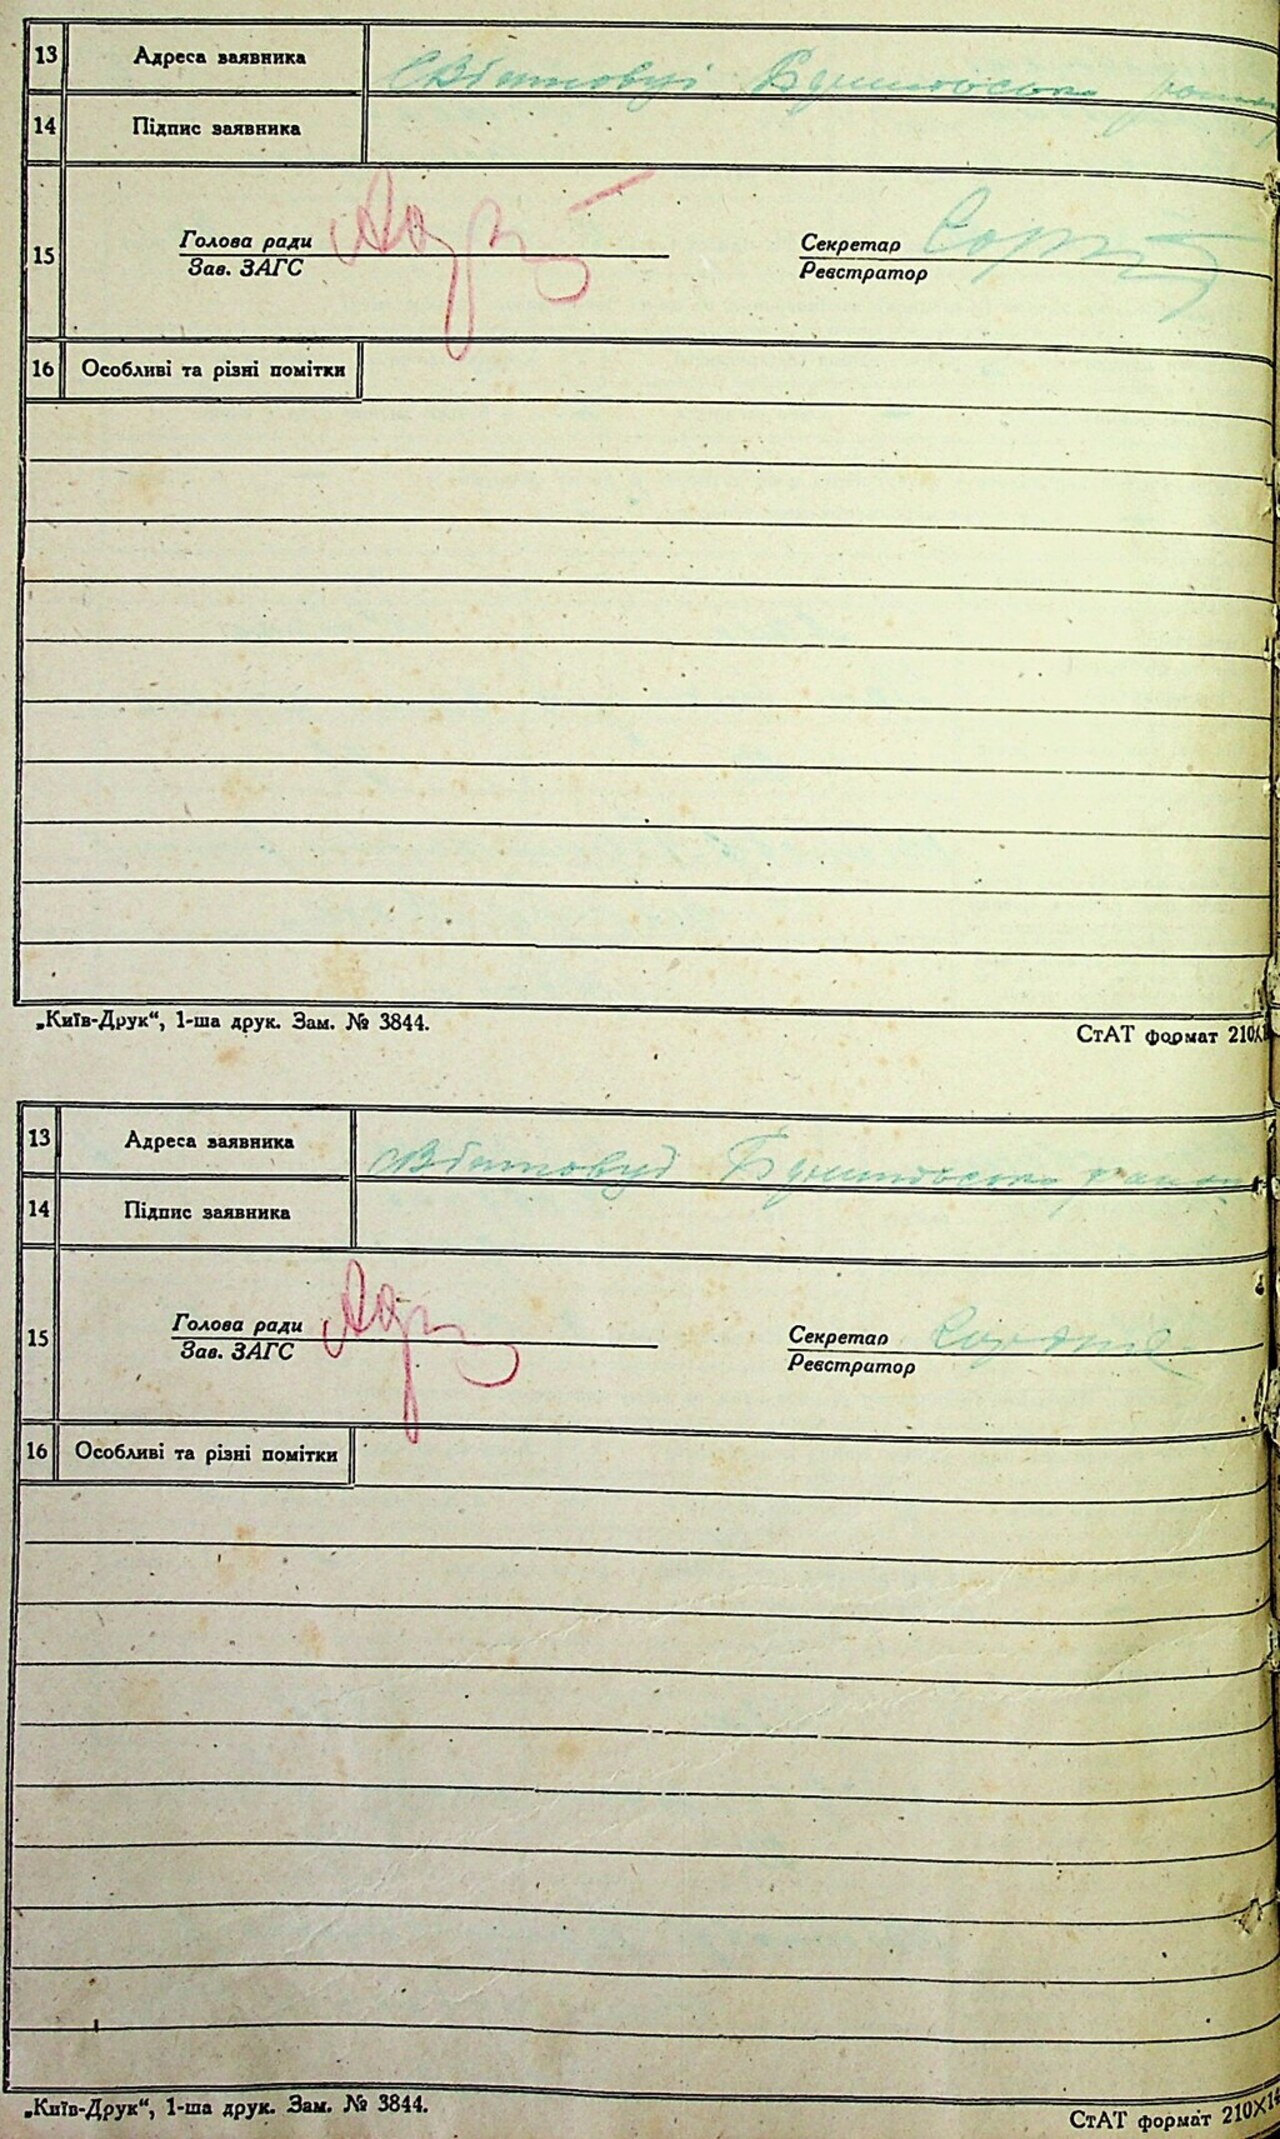 13 Адреса заявника
14 Підпис заявника
15 Голова ради Секретар
Зав. ЗАГС Реєстратор
16 Особливі та різні помітки
„Київ-Друк“, 1-ша друк. Зам. № 3844.
СтАТ формат 210X1
13 Адреса заявника
14 Підпис заявника
15 Голова ради Секретар
Зав. ЗАГС Реєстратор
16 Особливі та різні помітки
„Київ-Друк“, 1-ша друк. Зам. № 3844.
СтАТ формат 210X14